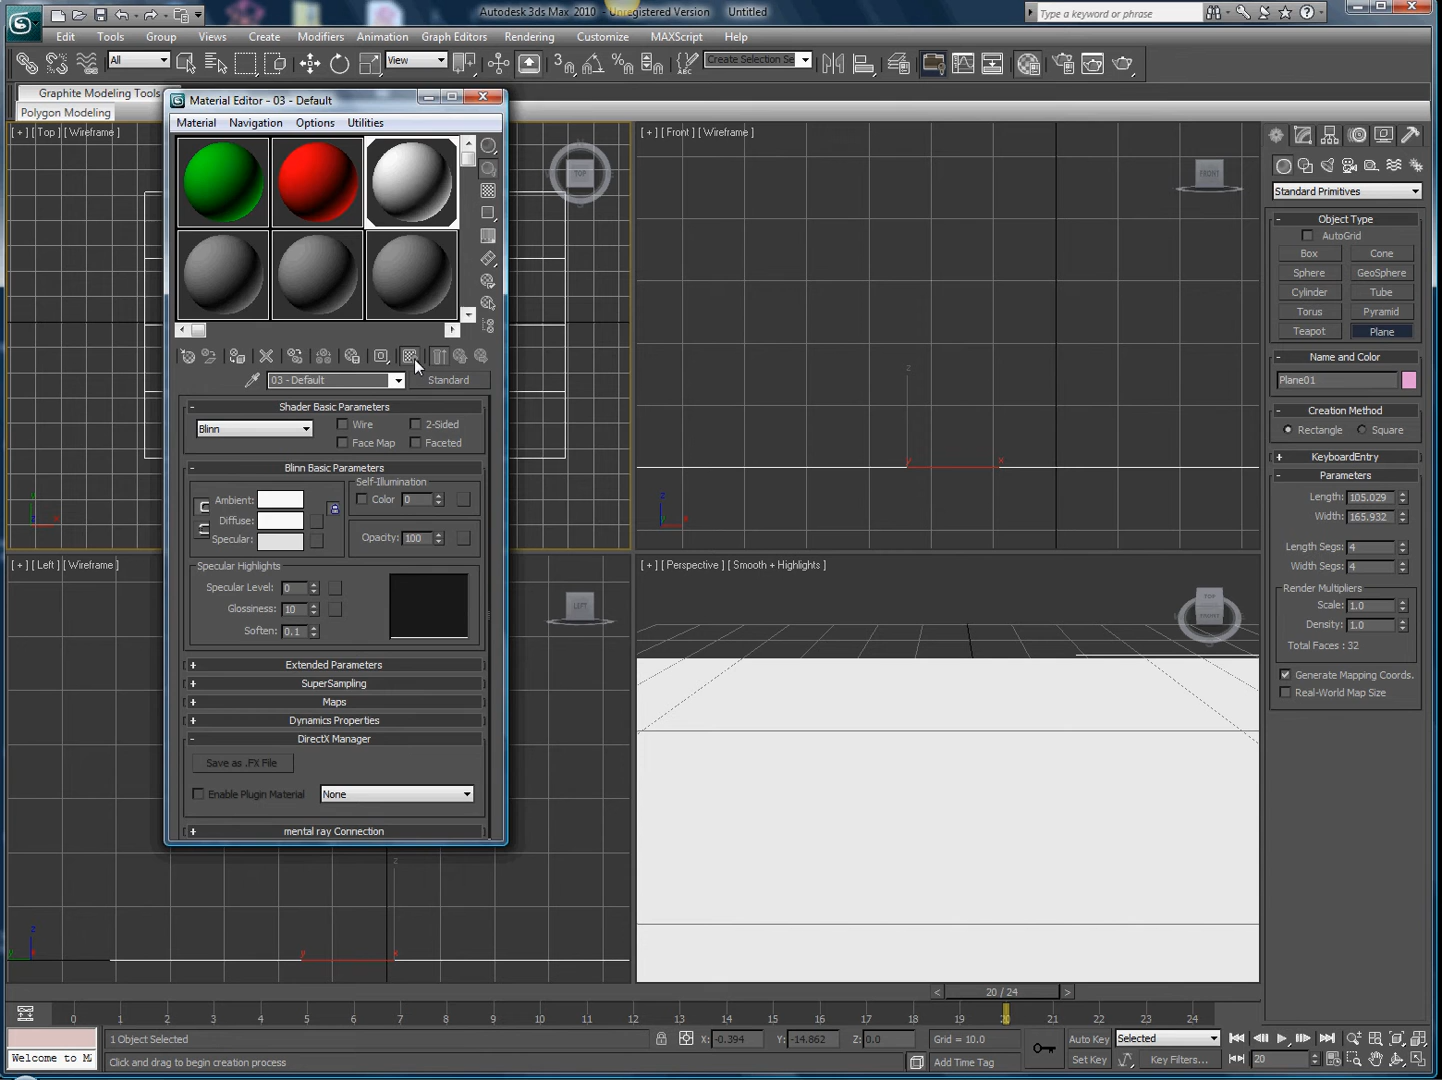 Autodesk 3ds Max 2010 - Unregistered Version Untitled
Type a keyword or phrase
Edit Tools Group Views Create Modifiers Animation Graph Editors Rendering Customize MAXScript Help
All
View
Create Selection Se
Graphite Modeling Tools
Polygon Modeling
Material Editor - 03 - Default
Material Navigation Options Utilities
03 - Default
Standard
Shader Basic Parameters
Blinn
Wire
2-Sided
Face Map
Faceted
Blinn Basic Parameters
Self-Illumination
Ambient:
Color 0
Diffuse:
Specular:
Opacity: 100
Specular Highlights
Specular Level: 0
Glossiness: 10
Soften: 0.1
+ Extended Parameters
+ SuperSampling
+ Maps
+ Dynamics Properties
- DirectX Manager
Save as .FX File
Enable Plugin Material None
+ mental ray Connection
[ + ] [ Top ] [ Wireframe ]
TOP
[ + ] [ Front ] [ Wireframe ]
FRONT
z
x
[ + ] [ Left ] [ Wireframe ]
LEFT
z
y
x
[ + ] [ Perspective ] [ Smooth + Highlights ]
TOP
FRONT
Standard Primitives
- Object Type
AutoGrid
Box Cone
Sphere GeoSphere
Cylinder Tube
Torus Pyramid
Teapot Plane
- Name and Color
Plane01
- Creation Method
Rectangle Square
+ KeyboardEntry
- Parameters
Length: 105.029
Width: 165.932
Length Segs: 4
Width Segs: 4
Render Multipliers
Scale: 1.0
Density: 1.0
Total Faces : 32
Generate Mapping Coords.
Real-World Map Size
< 20 / 24 >
0 1 2 3 4 5 6 7 8 9 10 11 12 13 14 15 16 17 18 19 20 21 22 23 24
1 Object Selected
X: -0.394 Y: -14.862 Z: 0.0 Grid = 10.0
Auto Key Selected
Welcome to MA
Click and drag to begin creation process
Add Time Tag
Set Key Key Filters... 20